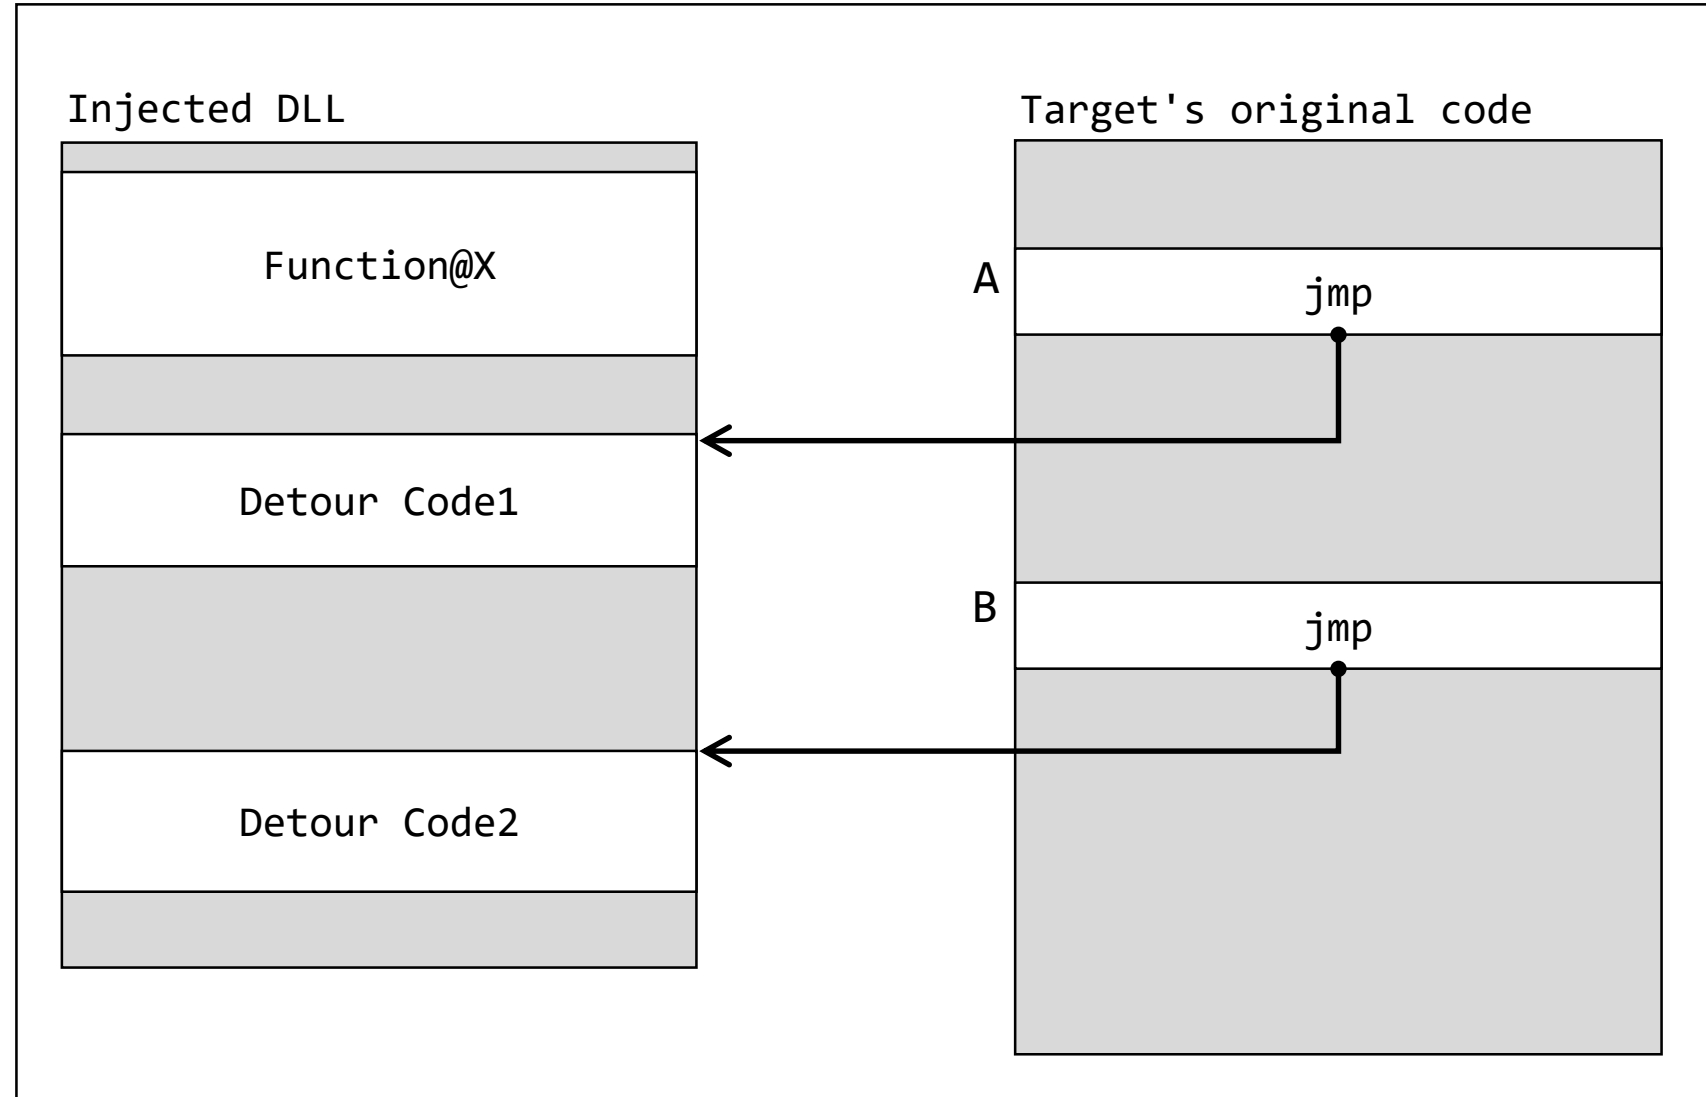 Injected DLL
Function@X
Detour Code1
Detour Code2
Target's original code
A
jmp
B
jmp